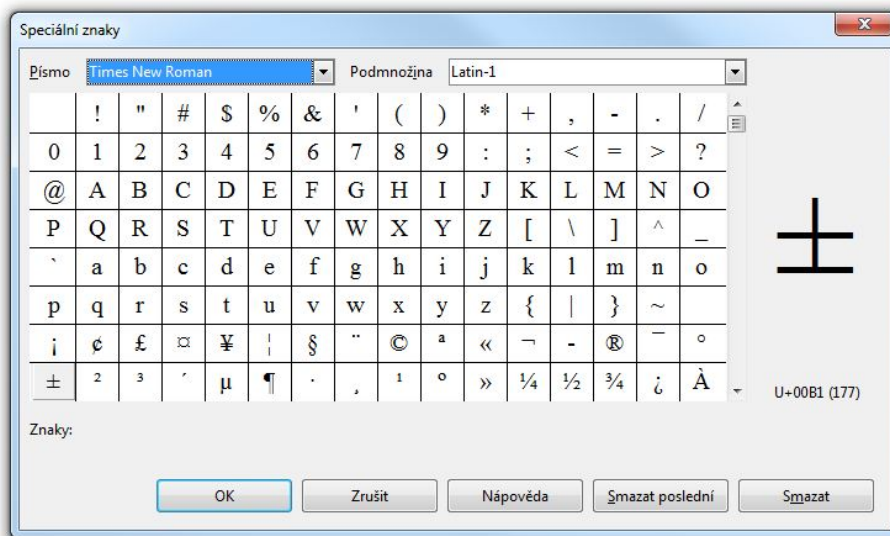 Speciální znaky
Písmo Times New Roman Podmnožina Latin-1
! " # $ % & ' ( ) * + , - . /
0 1 2 3 4 5 6 7 8 9 : ; < = > ?
@ A B C D E F G H I J K L M N O
P Q R S T U V W X Y Z [ \ ] ^ _
` a b c d e f g h i j k l m n o
p q r s t u v w x y z { | } ~
¡ ¢ £ ¤ ¥ ¦ § ¨ © ª « ¬ - ® ¯ °
± ² ³ ´ µ ¶ · ¸ ¹ º » ¼ ½ ¾ ¿ À
±
U+00B1 (177)
Znaky:
OK Zrušit Nápověda Smazat poslední Smazat